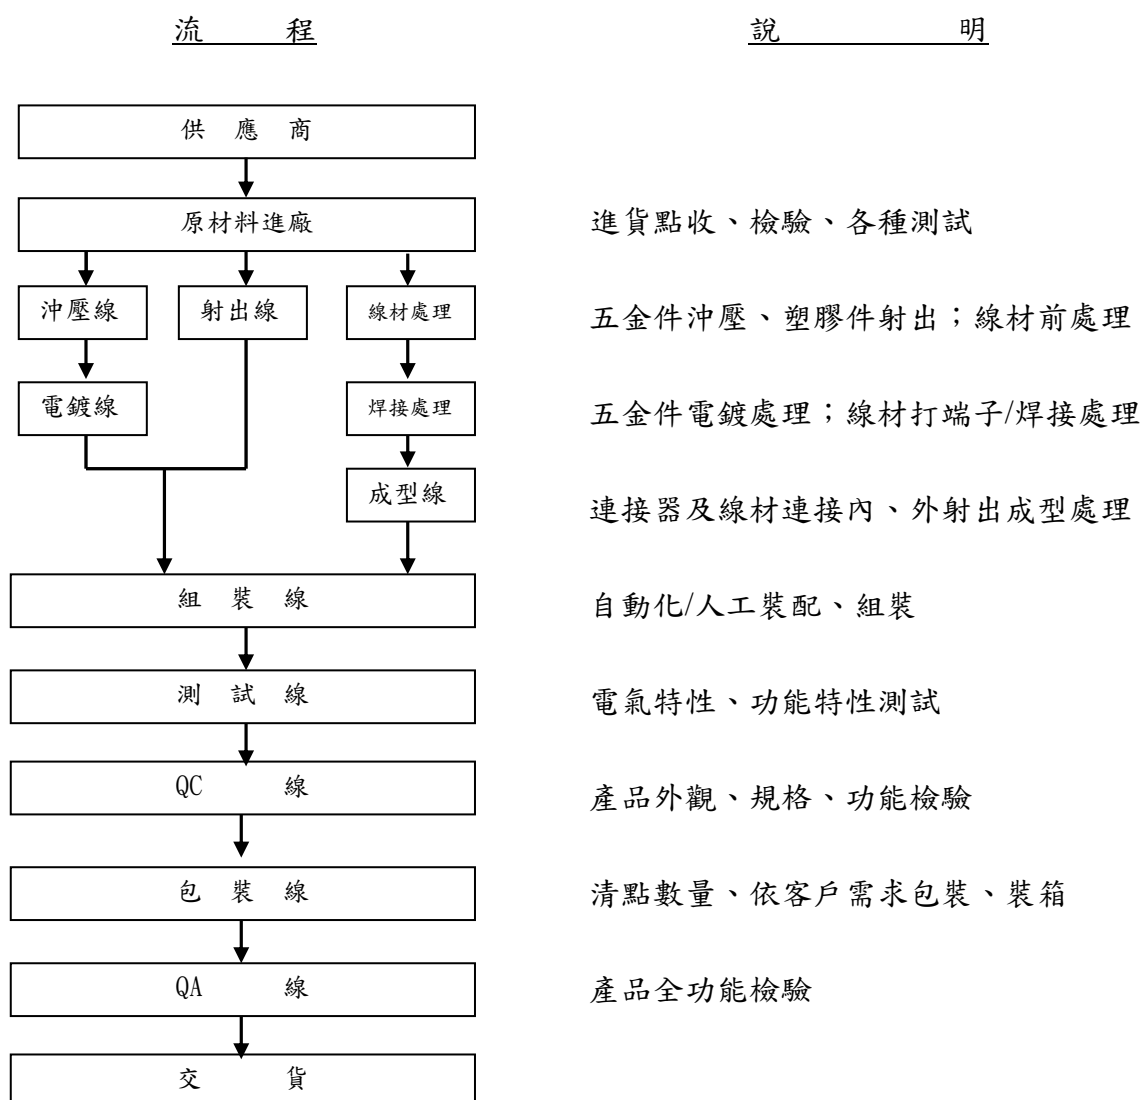 流 程 說 明
供 應 商
原材料進廠 進貨點收、檢驗、各種測試
沖壓線 射出線 線材處理 五金件沖壓、塑膠件射出；線材前處理
電鍍線 焊接處理 五金件電鍍處理；線材打端子/焊接處理
成型線 連接器及線材連接內、外射出成型處理
組 裝 線 自動化/人工裝配、組裝
測 試 線 電氣特性、功能特性測試
QC 線 產品外觀、規格、功能檢驗
包 裝 線 清點數量、依客戶需求包裝、裝箱
QA 線 產品全功能檢驗
交 貨